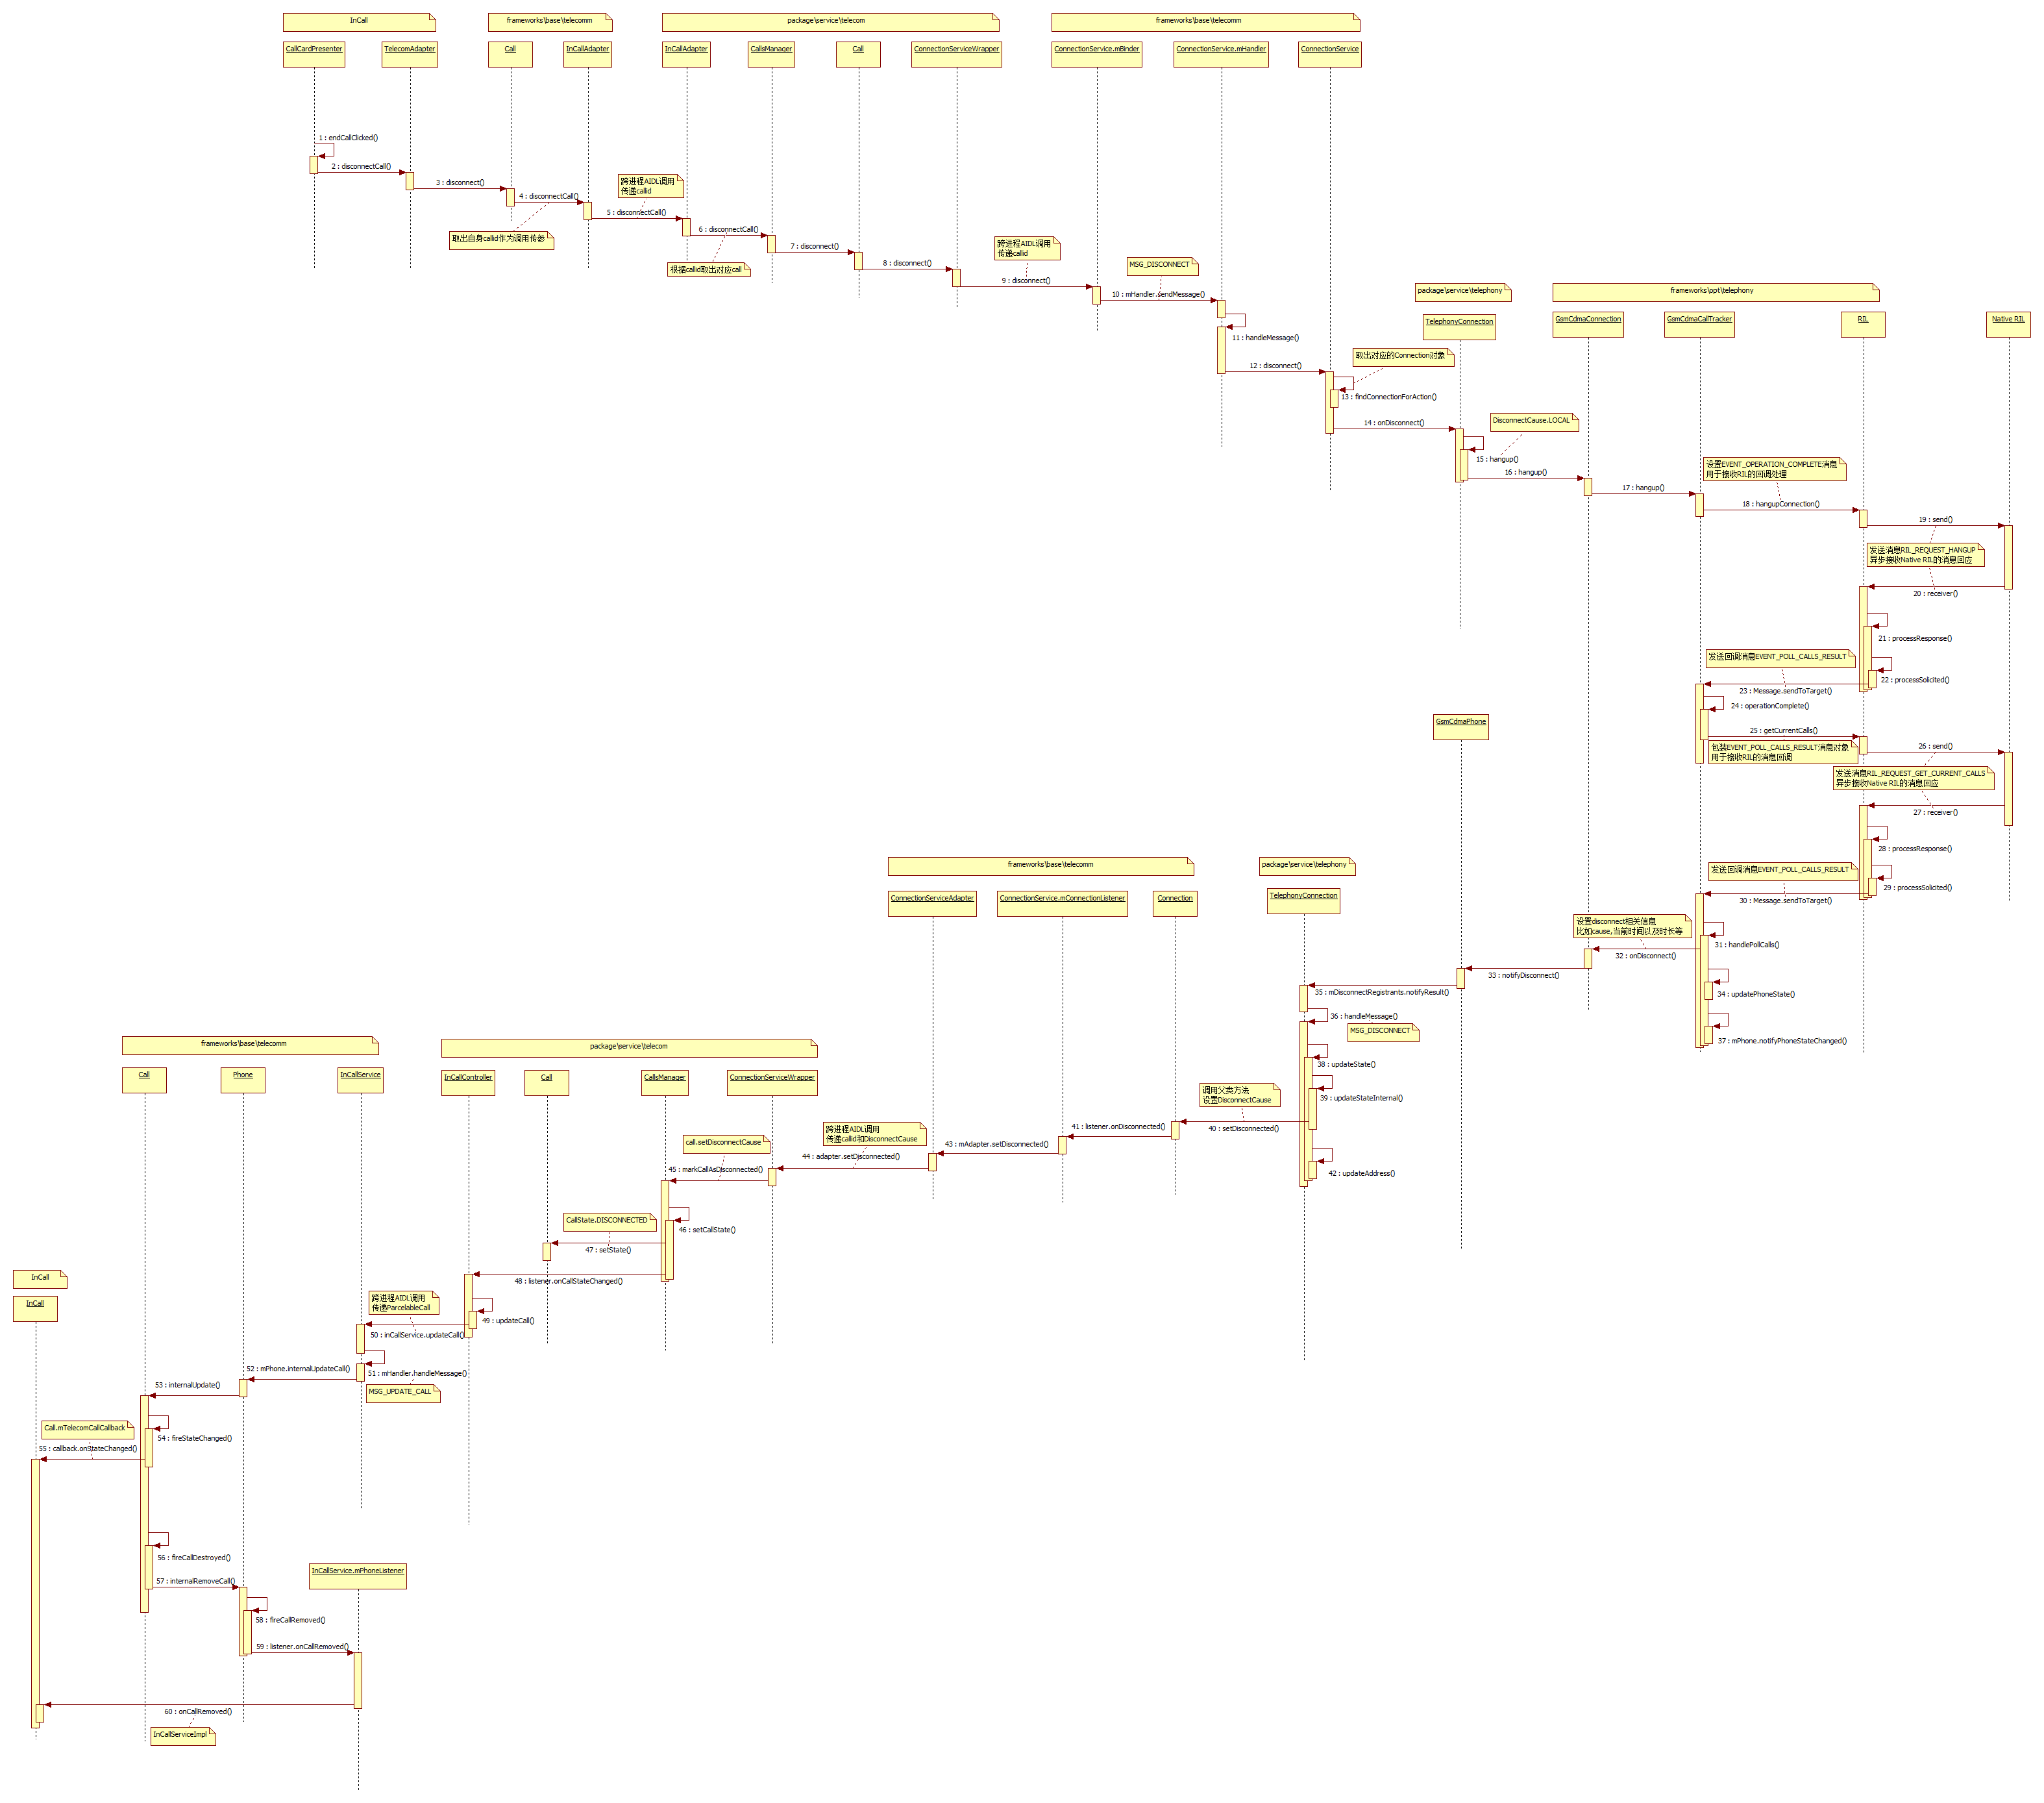 InCall
frameworks\base\telecomm
package\service\telecom
frameworks\base\telecomm
CallCardPresenter
TelecomAdapter
Call
InCallAdapter
InCallAdapter
CallsManager
Call
ConnectionServiceWrapper
ConnectionService.mBinder
ConnectionService.mHandler
ConnectionService
1 : endCallClicked()
2 : disconnectCall()
3 : disconnect()
跨进程AIDL调用
传递callid
4 : disconnectCall()
5 : disconnectCall()
取出自身callid作为调用传参
6 : disconnectCall()
根据callid取出对应call
7 : disconnect()
跨进程AIDL调用
传递callid
8 : disconnect()
9 : disconnect()
MSG_DISCONNECT
10 : mHandler.sendMessage()
package\service\telephony
frameworks\opt\telephony
TelephonyConnection
GsmCdmaConnection
GsmCdmaCallTracker
RIL
Native RIL
11 : handleMessage()
取出对应的Connection对象
12 : disconnect()
13 : findConnectionForAction()
14 : onDisconnect()
DisconnectCause.LOCAL
15 : hangup()
16 : hangup()
设置EVENT_OPERATION_COMPLETE消息
用于接收RIL的回调处理
17 : hangup()
18 : hangupConnection()
19 : send()
发送消息RIL_REQUEST_HANGUP
异步接收Native RIL的消息回应
20 : receiver()
21 : processResponse()
发送回调消息EVENT_POLL_CALLS_RESULT
22 : processSolicited()
23 : Message.sendToTarget()
24 : operationComplete()
GsmCdmaPhone
25 : getCurrentCalls()
包装EVENT_POLL_CALLS_RESULT消息对象
用于接收RIL的消息回调
26 : send()
发送消息RIL_REQUEST_GET_CURRENT_CALLS
异步接收Native RIL的消息回应
27 : receiver()
28 : processResponse()
frameworks\base\telecomm
package\service\telephony
发送回调消息EVENT_POLL_CALLS_RESULT
29 : processSolicited()
ConnectionServiceAdapter
ConnectionService.mConnectionListener
Connection
TelephonyConnection
30 : Message.sendToTarget()
设置disconnect相关信息
比如cause,当前时间以及时长等
31 : handlePollCalls()
32 : onDisconnect()
33 : notifyDisconnect()
34 : updatePhoneState()
35 : mDisconnectRegistrants.notifyResult()
36 : handleMessage()
MSG_DISCONNECT
37 : mPhone.notifyPhoneStateChanged()
frameworks\base\telecomm
package\service\telecom
38 : updateState()
Call
Phone
InCallService
InCallController
Call
CallsManager
ConnectionServiceWrapper
调用父类方法
设置DisconnectCause
39 : updateStateInternal()
40 : setDisconnected()
跨进程AIDL调用
传递callid和DisconnectCause
41 : listener.onDisconnected()
call.setDisconnectCause
43 : mAdapter.setDisconnected()
44 : adapter.setDisconnected()
42 : updateAddress()
45 : markCallAsDisconnected()
CallState.DISCONNECTED
46 : setCallState()
47 : setState()
InCall
48 : listener.onCallStateChanged()
跨进程AIDL调用
传递ParcelableCall
InCall
49 : updateCall()
50 : inCallService.updateCall()
52 : mPhone.internalUpdateCall()
51 : mHandler.handleMessage()
53 : internalUpdate()
MSG_UPDATE_CALL
Call.mTelecomCallCallback
54 : fireStateChanged()
55 : callback.onStateChanged()
56 : fireCallDestroyed()
InCallService.mPhoneListener
57 : internalRemoveCall()
58 : fireCallRemoved()
59 : listener.onCallRemoved()
60 : onCallRemoved()
InCallServiceImpl